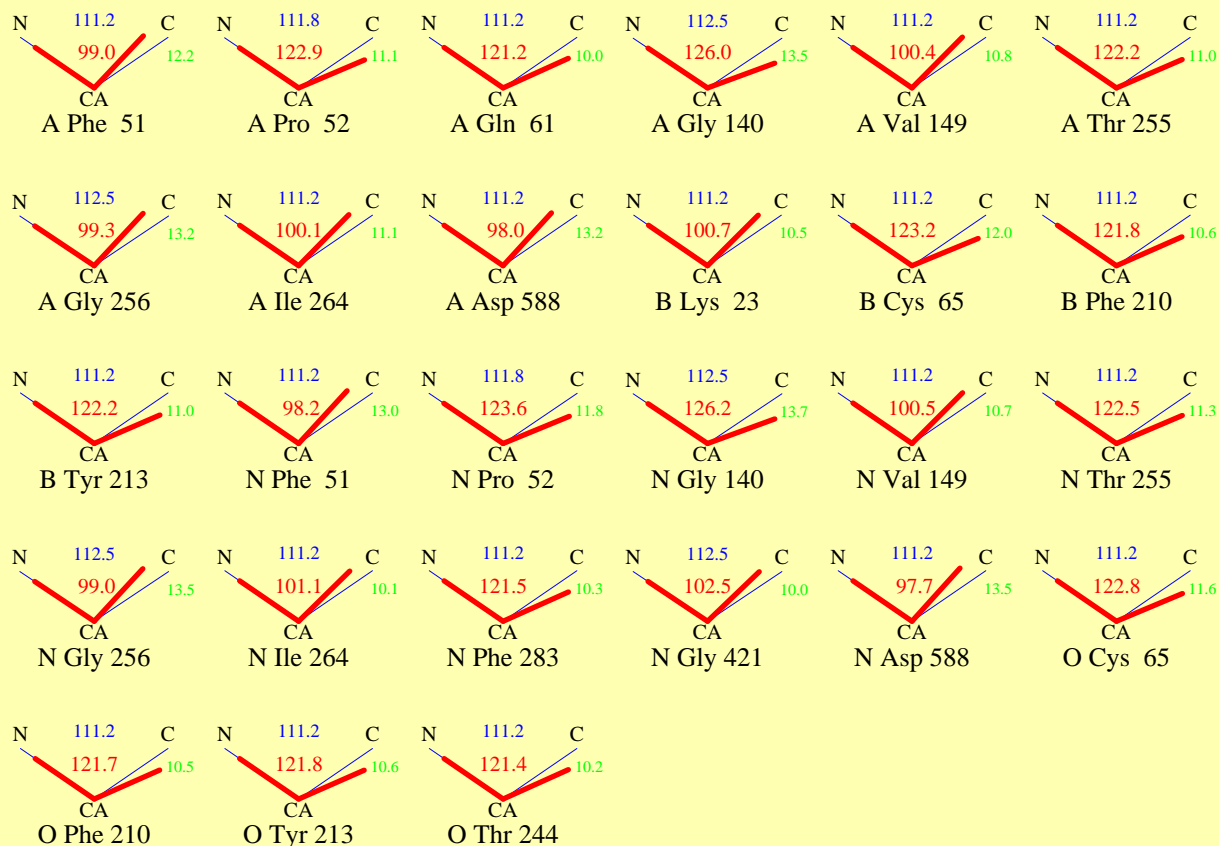 N 111.2 C N 111.8 C N 111.2 C N 112.5 C N 111.2 C N 111.2 C
99.0 12.2 122.9 11.1 121.2 10.0 126.0 13.5 100.4 10.8 122.2 11.0
CA CA CA CA CA CA
A Phe 51 A Pro 52 A Gln 61 A Gly 140 A Val 149 A Thr 255
N 112.5 C N 111.2 C N 111.2 C N 111.2 C N 111.2 C N 111.2 C
99.3 13.2 100.1 11.1 98.0 13.2 100.7 10.5 123.2 12.0 121.8 10.6
CA CA CA CA CA CA
A Gly 256 A Ile 264 A Asp 588 B Lys 23 B Cys 65 B Phe 210
N 111.2 C N 111.2 C N 111.8 C N 112.5 C N 111.2 C N 111.2 C
122.2 11.0 98.2 13.0 123.6 11.8 126.2 13.7 100.5 10.7 122.5 11.3
CA CA CA CA CA CA
B Tyr 213 N Phe 51 N Pro 52 N Gly 140 N Val 149 N Thr 255
N 112.5 C N 111.2 C N 111.2 C N 112.5 C N 111.2 C N 111.2 C
99.0 13.5 101.1 10.1 121.5 10.3 102.5 10.0 97.7 13.5 122.8 11.6
CA CA CA CA CA CA
N Gly 256 N Ile 264 N Phe 283 N Gly 421 N Asp 588 O Cys 65
N 111.2 C N 111.2 C N 111.2 C
121.7 10.5 121.8 10.6 121.4 10.2
CA CA CA
O Phe 210 O Tyr 213 O Thr 244